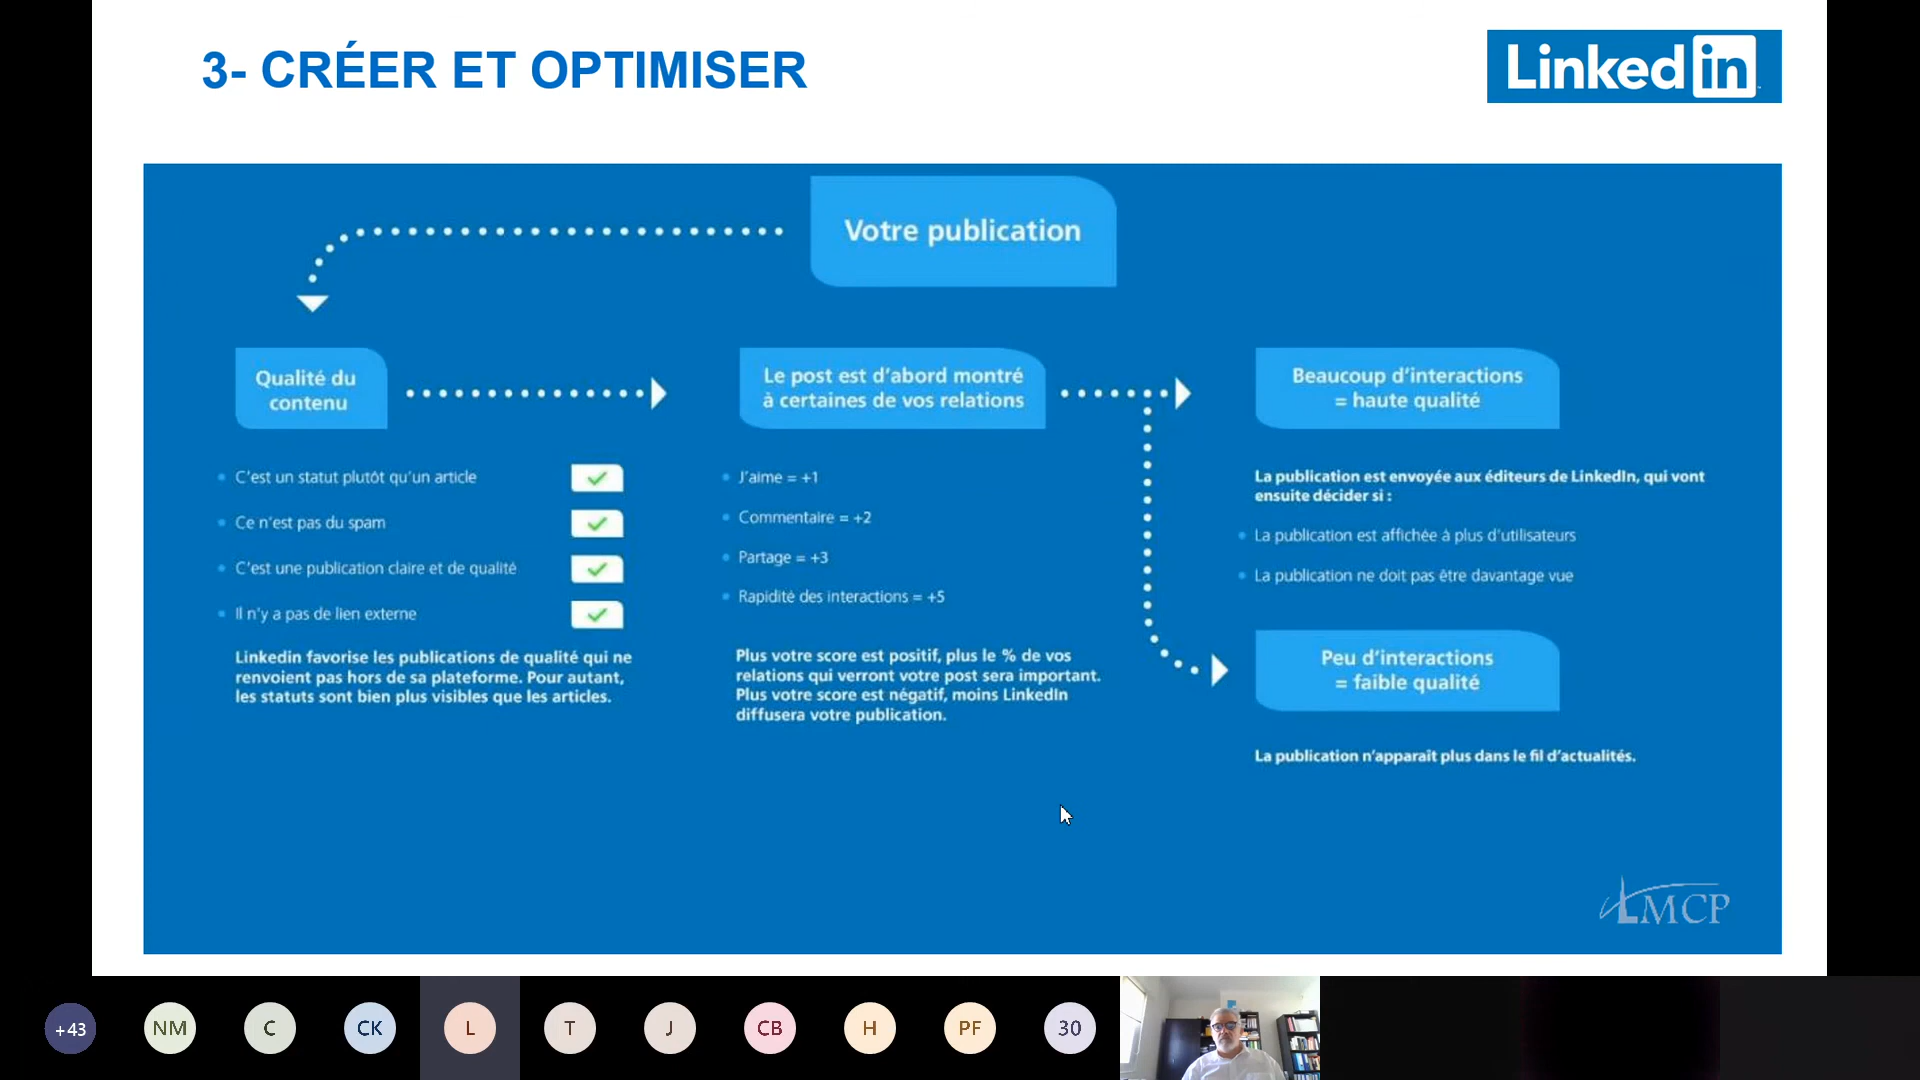 3- CRÉER ET OPTIMISER
Linked in
Votre publication
Qualité du
contenu
C'est un statut plutôt qu'un article
Ce n'est pas du spam
C'est une publication claire et de qualité
Il n'y a pas de lien externe
Linkedin favorise les publications de qualité qui ne
renvoient pas hors de sa plateforme. Pour autant,
les statuts sont bien plus visibles que les articles.
Le post est d'abord montré
à certaines de vos relations
J'aime = +1
Commentaire = +2
Partage = +3
Rapidité des interactions = +5
Plus votre score est positif, plus le % de vos
relations qui verront votre post sera important.
Plus votre score est négatif, moins LinkedIn
diffusera votre publication.
Beaucoup d'interactions
= haute qualité
La publication est envoyée aux éditeurs de LinkedIn, qui vont
ensuite décider si :
La publication est affichée à plus d'utilisateurs
La publication ne doit pas être davantage vue
Peu d'interactions
= faible qualité
La publication n'apparaît plus dans le fil d'actualités.
LMCP
+43
NM
C
CK
L
T
J
CB
H
PF
30